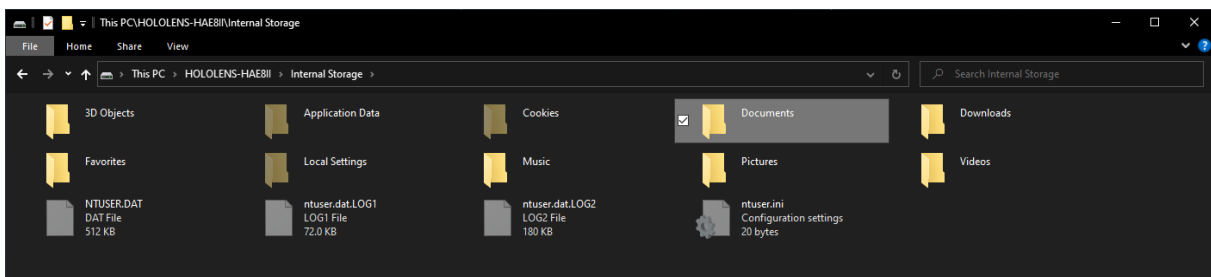 This PC\HOLOLENS-HAE8II\Internal Storage
File Home Share View
This PC > HOLOLENS-HAE8II > Internal Storage >
Search Internal Storage
3D Objects
Application Data
Cookies
Documents
Downloads
Favorites
Local Settings
Music
Pictures
Videos
NTUSER.DAT
DAT File
512 KB
ntuser.dat.LOG1
LOG1 File
72.0 KB
ntuser.dat.LOG2
LOG2 File
180 KB
ntuser.ini
Configuration settings
20 bytes